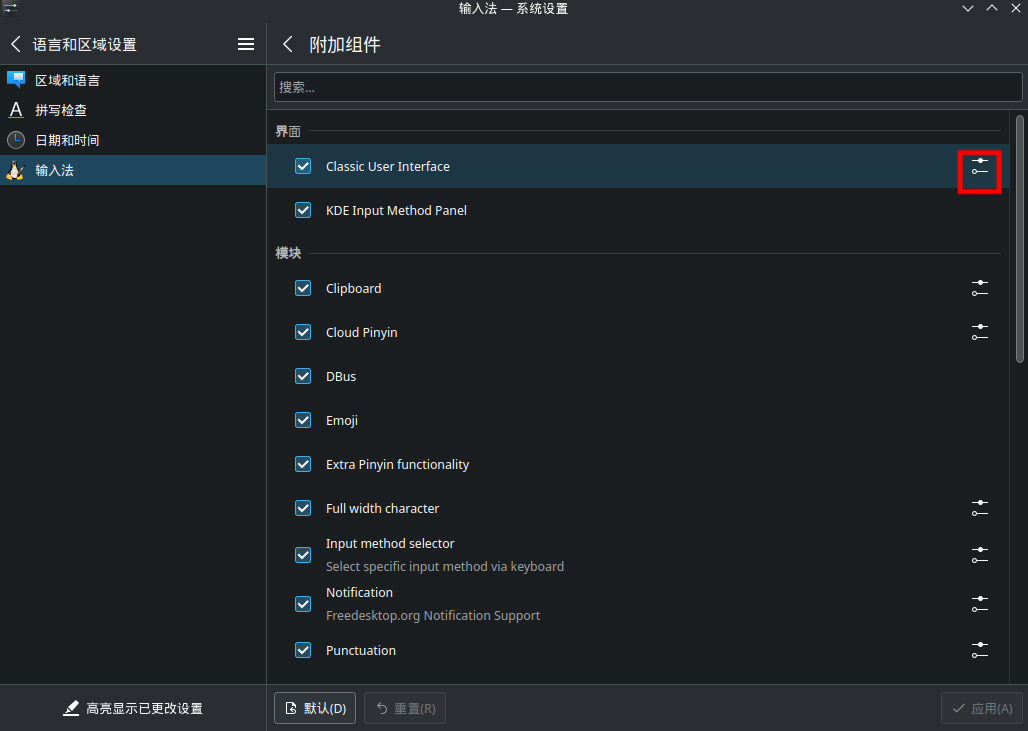 输入法 — 系统设置
语言和区域设置
附加组件
区域和语言
拼写检查
日期和时间
输入法
搜索...
界面
Classic User Interface
KDE Input Method Panel
模块
Clipboard
Cloud Pinyin
DBus
Emoji
Extra Pinyin functionality
Full width character
Input method selector
Select specific input method via keyboard
Notification
Freedesktop.org Notification Support
Punctuation
高亮显示已更改设置
默认(D)
重置(R)
应用(A)